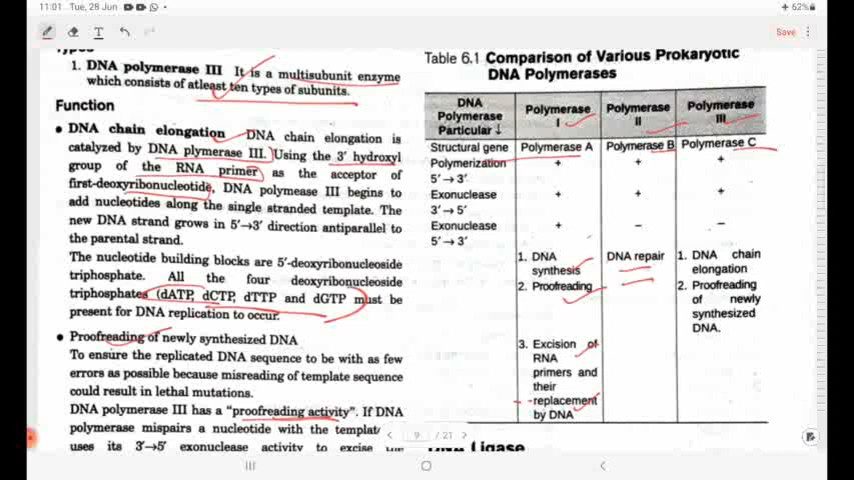 11:01 Tue, 28 Jun
62%
T
Save
Types
1. DNA polymerase III It is a multisubunit enzyme
which consists of atleast ten types of subunits.
Function
• DNA chain elongation DNA chain elongation is
catalyzed by DNA plymerase III. Using the 3' hydroxyl
group of the RNA primer as the acceptor of
first-deoxyribonucleotide, DNA polymease III begins to
add nucleotides along the single stranded template. The
new DNA strand grows in 5'→3' direction antiparallel to
the parental strand.
The nucleotide building blocks are 5'-deoxyribonucleoside
triphosphate. All the four deoxyribonucleotide
triphosphates (dATP, dCTP, dTTP and dGTP must be
present for DNA replication to occur.
• Proofreading of newly synthesized DNA
To ensure the replicated DNA sequence to be with as few
errors as possible because misreading of template sequence
could result in lethal mutations.
DNA polymerase III has a "proofreading activity". If DNA
polymerase mispairs a nucleotide with the templat
uses its 3'→5' exonuclease activity to excise the
Table 6.1 Comparison of Various Prokaryotic
DNA Polymerases
DNA Polymerase Particular ↓ Polymerase I Polymerase II Polymerase III
Structural gene Polymerase A Polymerase B Polymerase C
Polymerization 5'→3' + + +
Exonuclease 3'→5' + + +
Exonuclease 5'→3' + – –
1. DNA synthesis
2. Proofreading
3. Excision of
RNA
primers and
their
replacement
by DNA
DNA repair
1. DNA chain
elongation
2. Proofreading
of newly
synthesized
DNA.
9 / 21
DNA Ligase